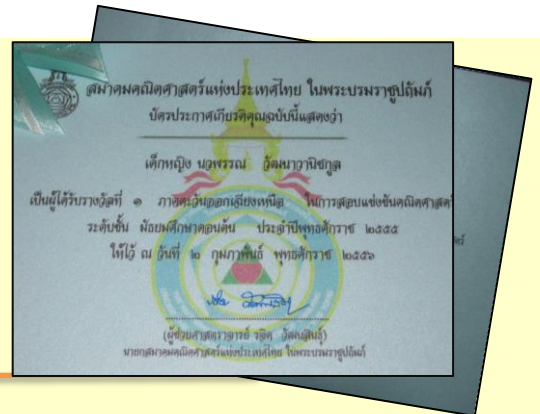 สมาคมคณิตศาสตร์แห่งประเทศไทย ในพระบรมราชูปถัมภ์
บัตรประกาศเกียรติคุณฉบับนี้แสดงว่า
เด็กหญิง นวพรรณ วัฒนาวานิชกุล
เป็นผู้ได้รับรางวัลที่ ๑ ภาคตะวันออกเฉียงเหนือ ในการสอบแข่งขันคณิตศาสตร์
ระดับชั้น มัธยมศึกษาตอนต้น ประจำปีพุทธศักราช ๒๕๕๕
ให้ไว้ ณ วันที่ ๒ กุมภาพันธ์ พุทธศักราช ๒๕๕๖
(ผู้ช่วยศาสตราจารย์ วัฒนสินธุ์)
นายกสมาคมคณิตศาสตร์แห่งประเทศไทย ในพระบรมราชูปถัมภ์